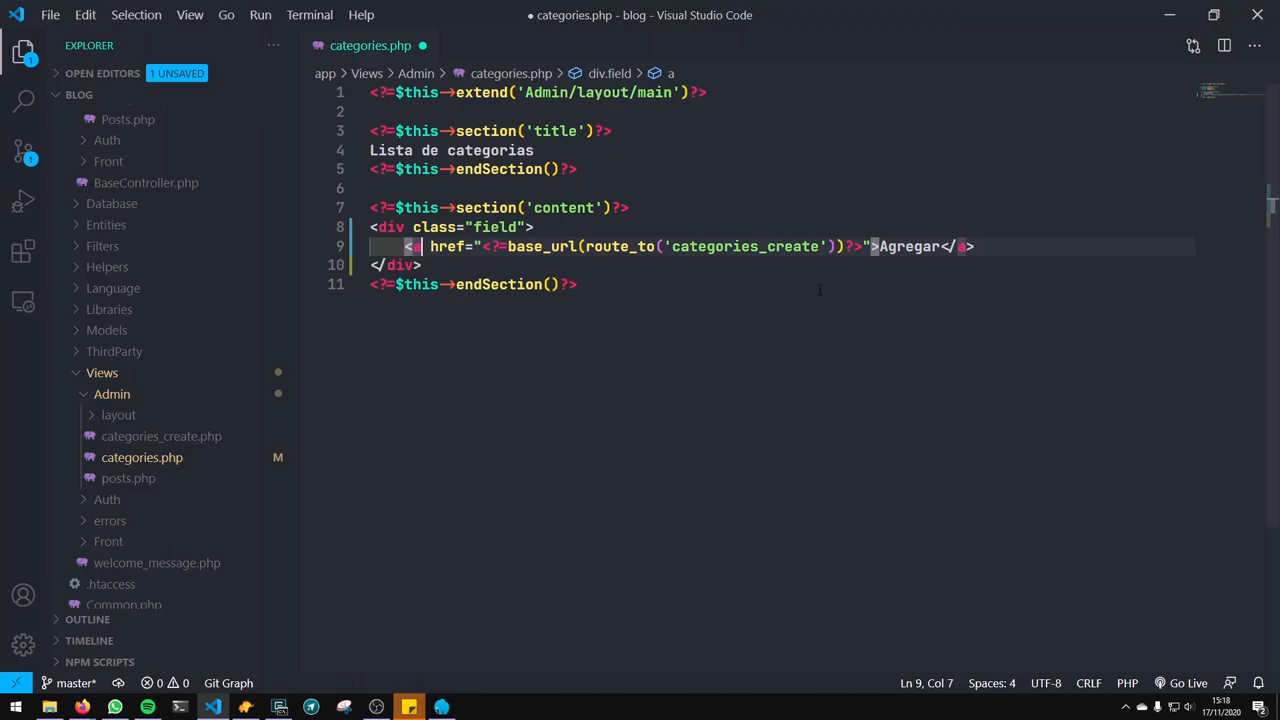 File Edit Selection View Go Run Terminal Help
● categories.php - blog - Visual Studio Code
EXPLORER
categories.php
OPEN EDITORS 1 UNSAVED
app > Views > Admin > categories.php > div.field > a
BLOG
Posts.php
Auth
Front
BaseController.php
Database
Entities
Filters
Helpers
Language
Libraries
Models
ThirdParty
Views
Admin
layout
categories_create.php
categories.php M
posts.php
Auth
errors
Front
welcome_message.php
.htaccess
Common.php
OUTLINE
TIMELINE
NPM SCRIPTS
1 <?=$this->extend('Admin/layout/main')?>
2
3 <?=$this->section('title')?>
4 Lista de categorias
5 <?=$this->endSection()?>
6
7 <?=$this->section('content')?>
8 <div class="field">
9 <a href="<?=base_url(route_to('categories_create'))?>">Agregar</a>
10 </div>
11 <?=$this->endSection()?>
master* 0 0 Git Graph
Ln 9, Col 7 Spaces: 4 UTF-8 CRLF PHP Go Live
15:18
17/11/2020